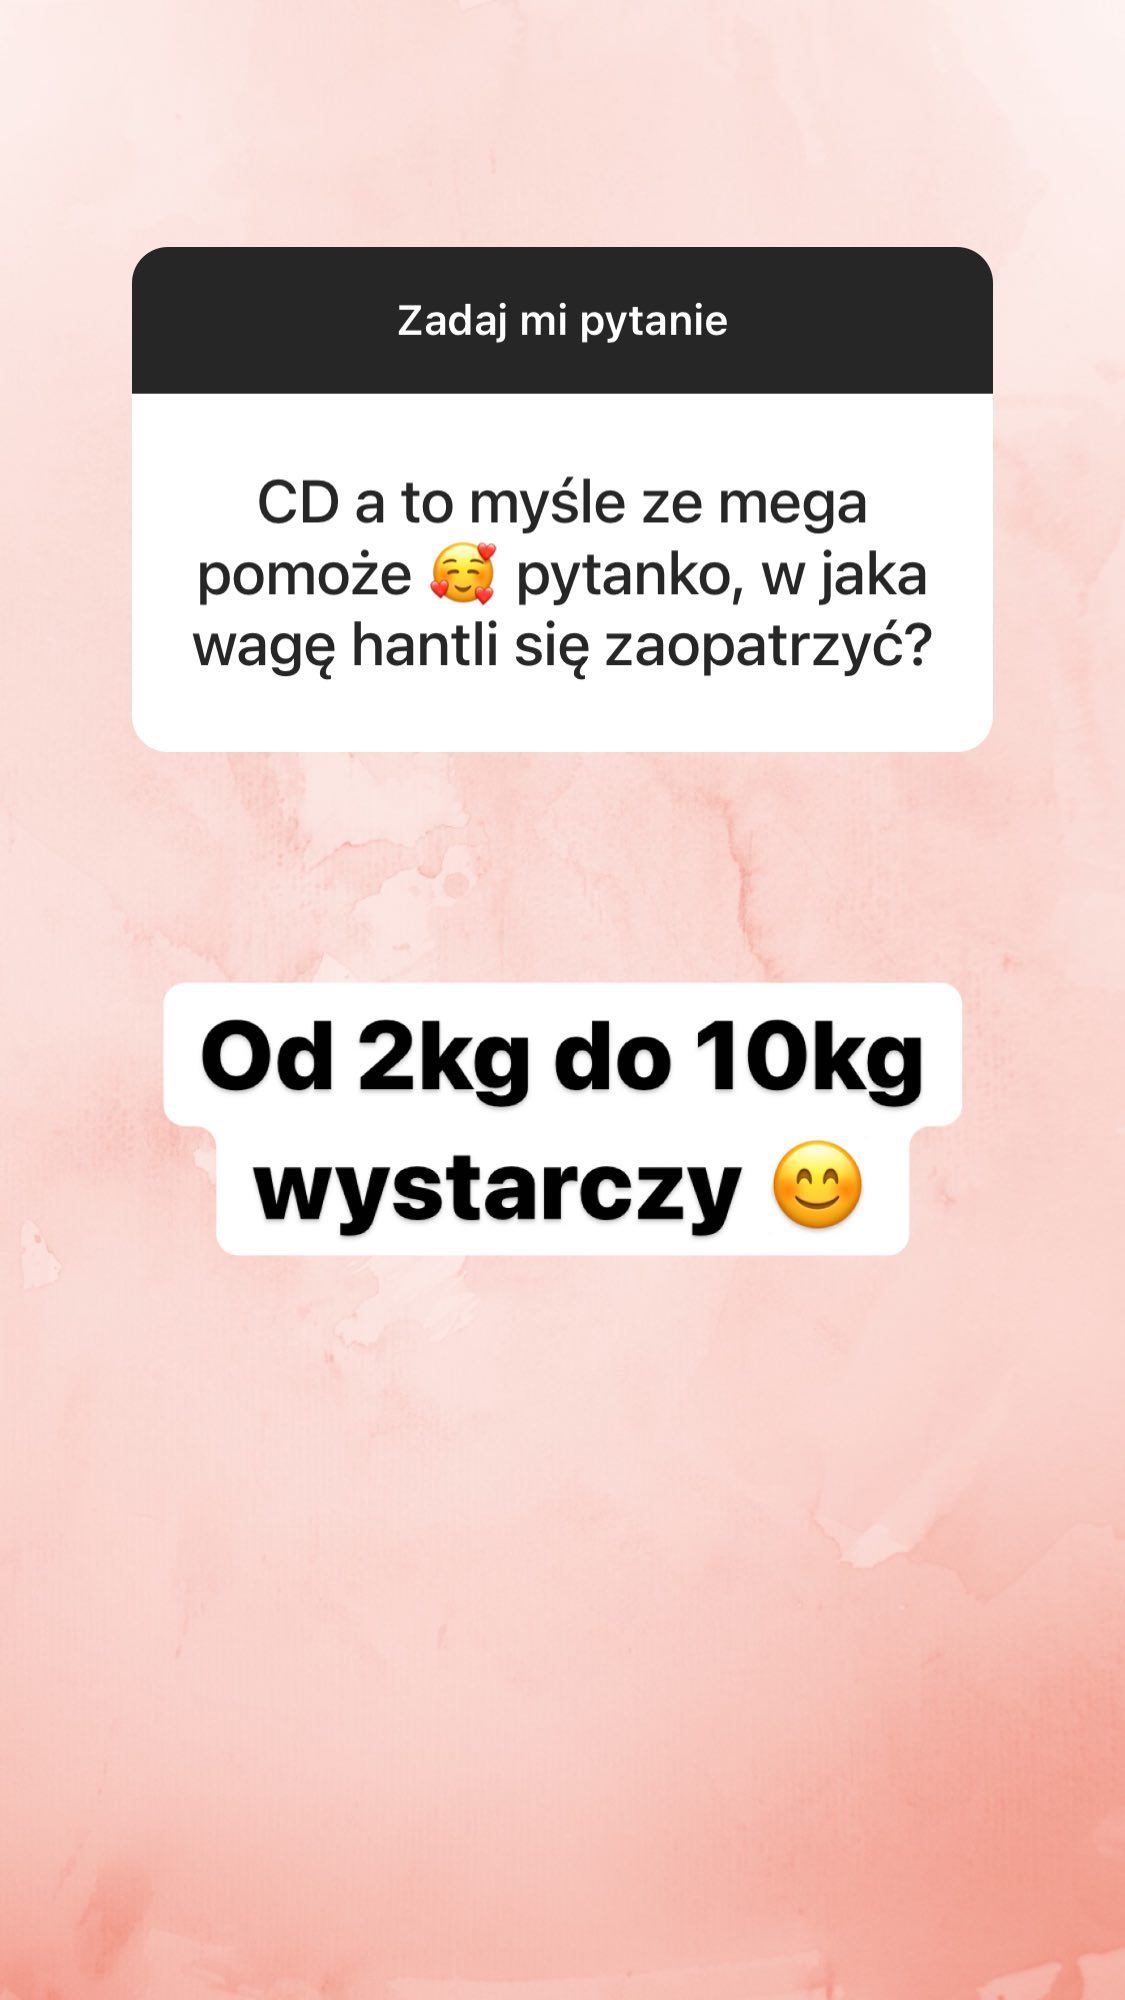 Zadaj mi pytanie
CD a to myśle ze mega
pomoże 🥰 pytanko, w jaka
wagę hantli się zaopatrzyć?
Od 2kg do 10kg
wystarczy 😊